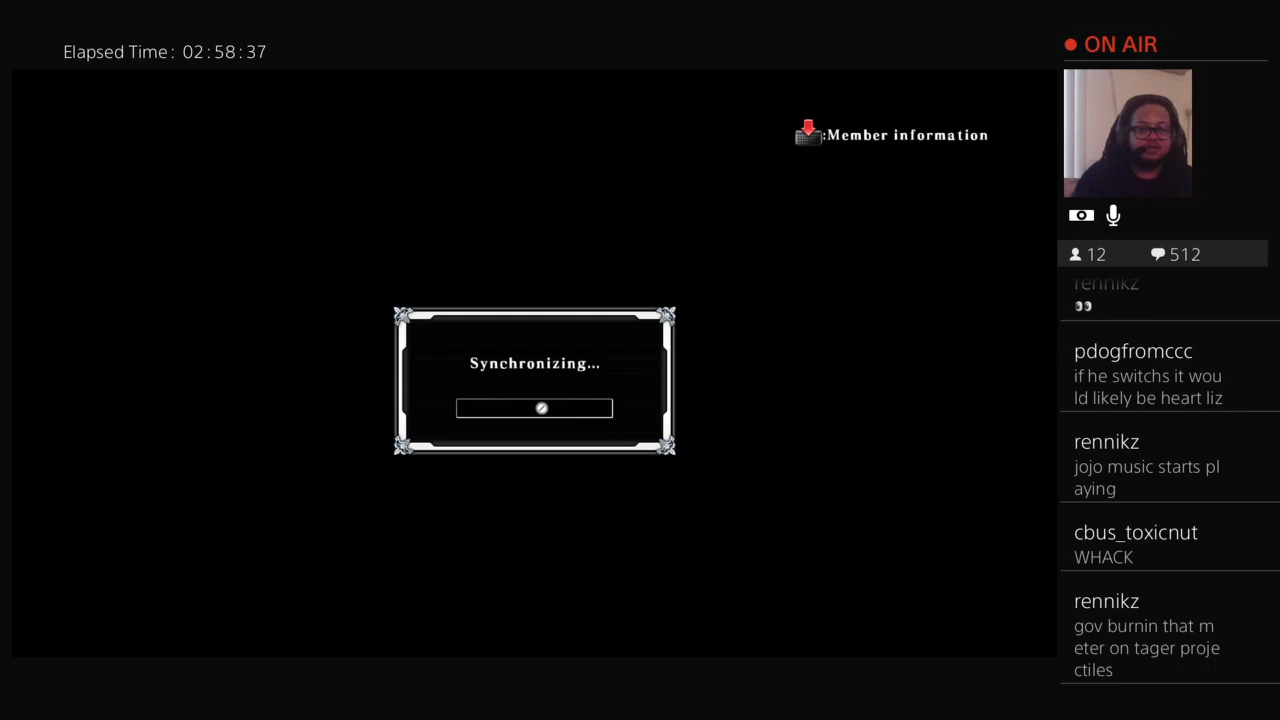 Elapsed Time: 02:58:37
ON AIR
:Member information
12 512
rennikz
pdogfromccc
if he switchs it wou
ld likely be heart liz
Synchronizing...
rennikz
jojo music starts pl
aying
cbus_toxicnut
WHACK
rennikz
gov burnin that m
eter on tager proje
ctiles